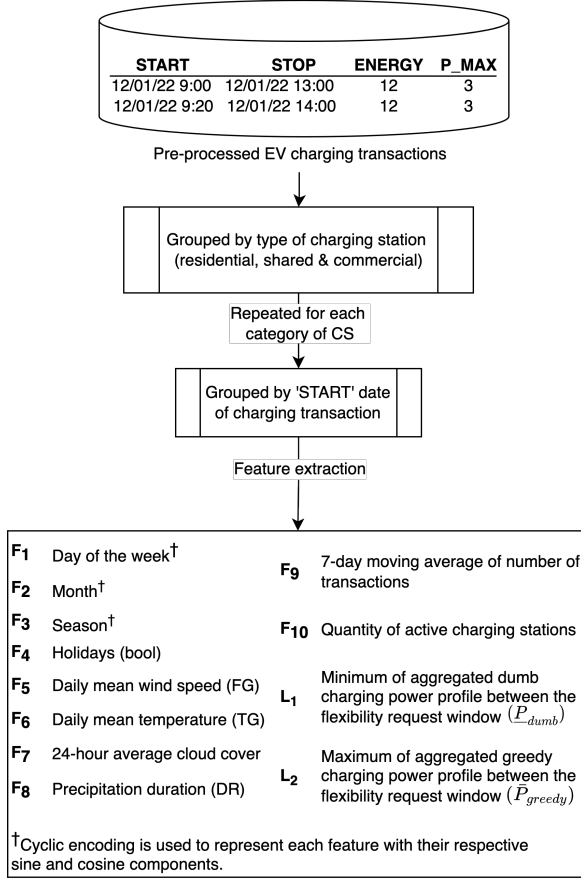 START STOP ENERGY P_MAX
12/01/22 9:00 12/01/22 13:00 12 3
12/01/22 9:20 12/01/22 14:00 12 3
Pre-processed EV charging transactions
Grouped by type of charging station
(residential, shared & commercial)
Repeated for each
category of CS
Grouped by 'START' date
of charging transaction
Feature extraction
F1 Day of the week†
F2 Month†
F3 Season†
F4 Holidays (bool)
F5 Daily mean wind speed (FG)
F6 Daily mean temperature (TG)
F7 24-hour average cloud cover
F8 Precipitation duration (DR)
F9 7-day moving average of number of
transactions
F10 Quantity of active charging stations
L1 Minimum of aggregated dumb
charging power profile between the
flexibility request window (P̲dumb)
L2 Maximum of aggregated greedy
charging power profile between the
flexibility request window (P̄greedy)
†Cyclic encoding is used to represent each feature with their respective
sine and cosine components.